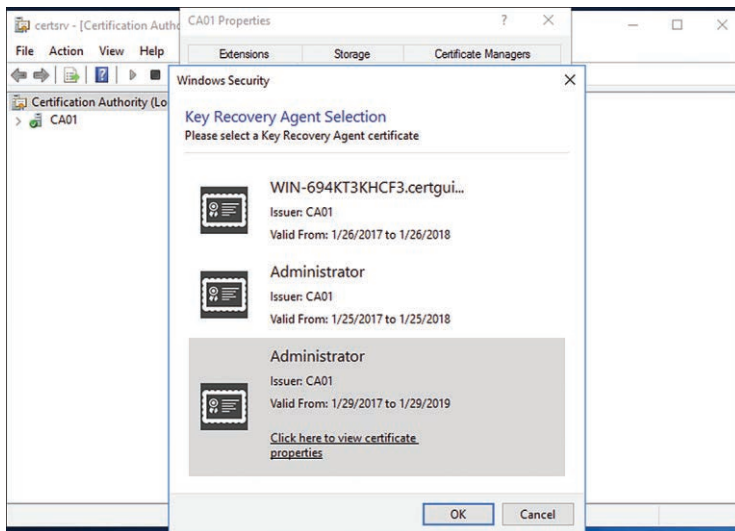 certsrv - [Certification Autho
CA01 Properties
? ×
File Action View Help
Extensions Storage Certificate Managers
Windows Security
Certification Authority (Lo
CA01
Key Recovery Agent Selection
Please select a Key Recovery Agent certificate
WIN-694KT3KHCF3.certgui...
Issuer: CA01
Valid From: 1/26/2017 to 1/26/2018
Administrator
Issuer: CA01
Valid From: 1/25/2017 to 1/25/2018
Administrator
Issuer: CA01
Valid From: 1/29/2017 to 1/29/2019
Click here to view certificate
properties
OK Cancel